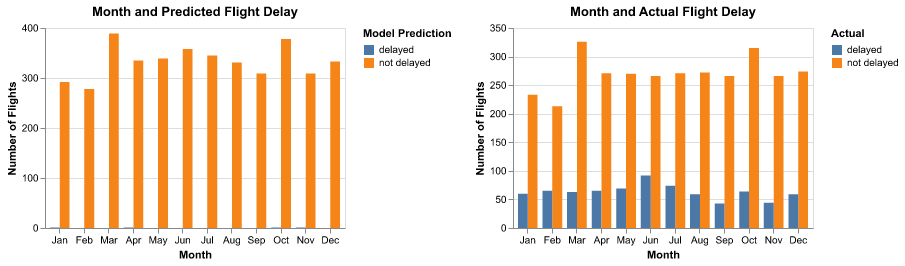 Month and Predicted Flight Delay
400
300
200
100
0
Number of Flights
Jan Feb Mar Apr May Jun Jul Aug Sep Oct Nov Dec
Month
Model Prediction
delayed
not delayed
Month and Actual Flight Delay
350
300
250
200
150
100
50
0
Number of Flights
Jan Feb Mar Apr May Jun Jul Aug Sep Oct Nov Dec
Month
Actual
delayed
not delayed